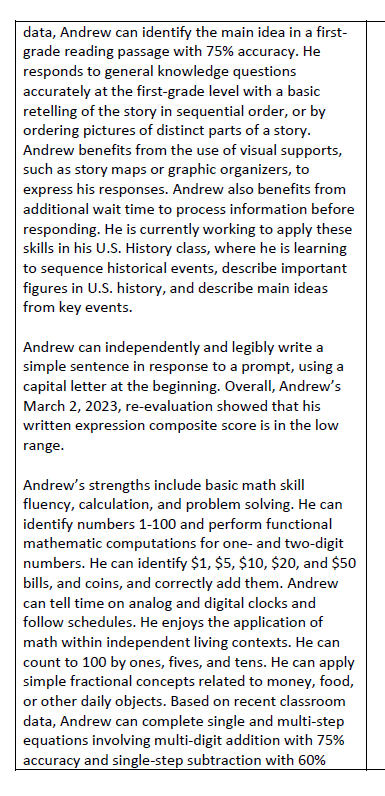 data, Andrew can identify the main idea in a first-
grade reading passage with 75% accuracy. He
responds to general knowledge questions
accurately at the first-grade level with a basic
retelling of the story in sequential order, or by
ordering pictures of distinct parts of a story.
Andrew benefits from the use of visual supports,
such as story maps or graphic organizers, to
express his responses. Andrew also benefits from
additional wait time to process information before
responding. He is currently working to apply these
skills in his U.S. History class, where he is learning
to sequence historical events, describe important
figures in U.S. history, and describe main ideas
from key events.

Andrew can independently and legibly write a
simple sentence in response to a prompt, using a
capital letter at the beginning. Overall, Andrew’s
March 2, 2023, re-evaluation showed that his
written expression composite score is in the low
range.

Andrew’s strengths include basic math skill
fluency, calculation, and problem solving. He can
identify numbers 1-100 and perform functional
mathematic computations for one- and two-digit
numbers. He can identify $1, $5, $10, $20, and $50
bills, and coins, and correctly add them. Andrew
can tell time on analog and digital clocks and
follow schedules. He enjoys the application of
math within independent living contexts. He can
count to 100 by ones, fives, and tens. He can apply
simple fractional concepts related to money, food,
or other daily objects. Based on recent classroom
data, Andrew can complete single and multi-step
equations involving multi-digit addition with 75%
accuracy and single-step subtraction with 60%